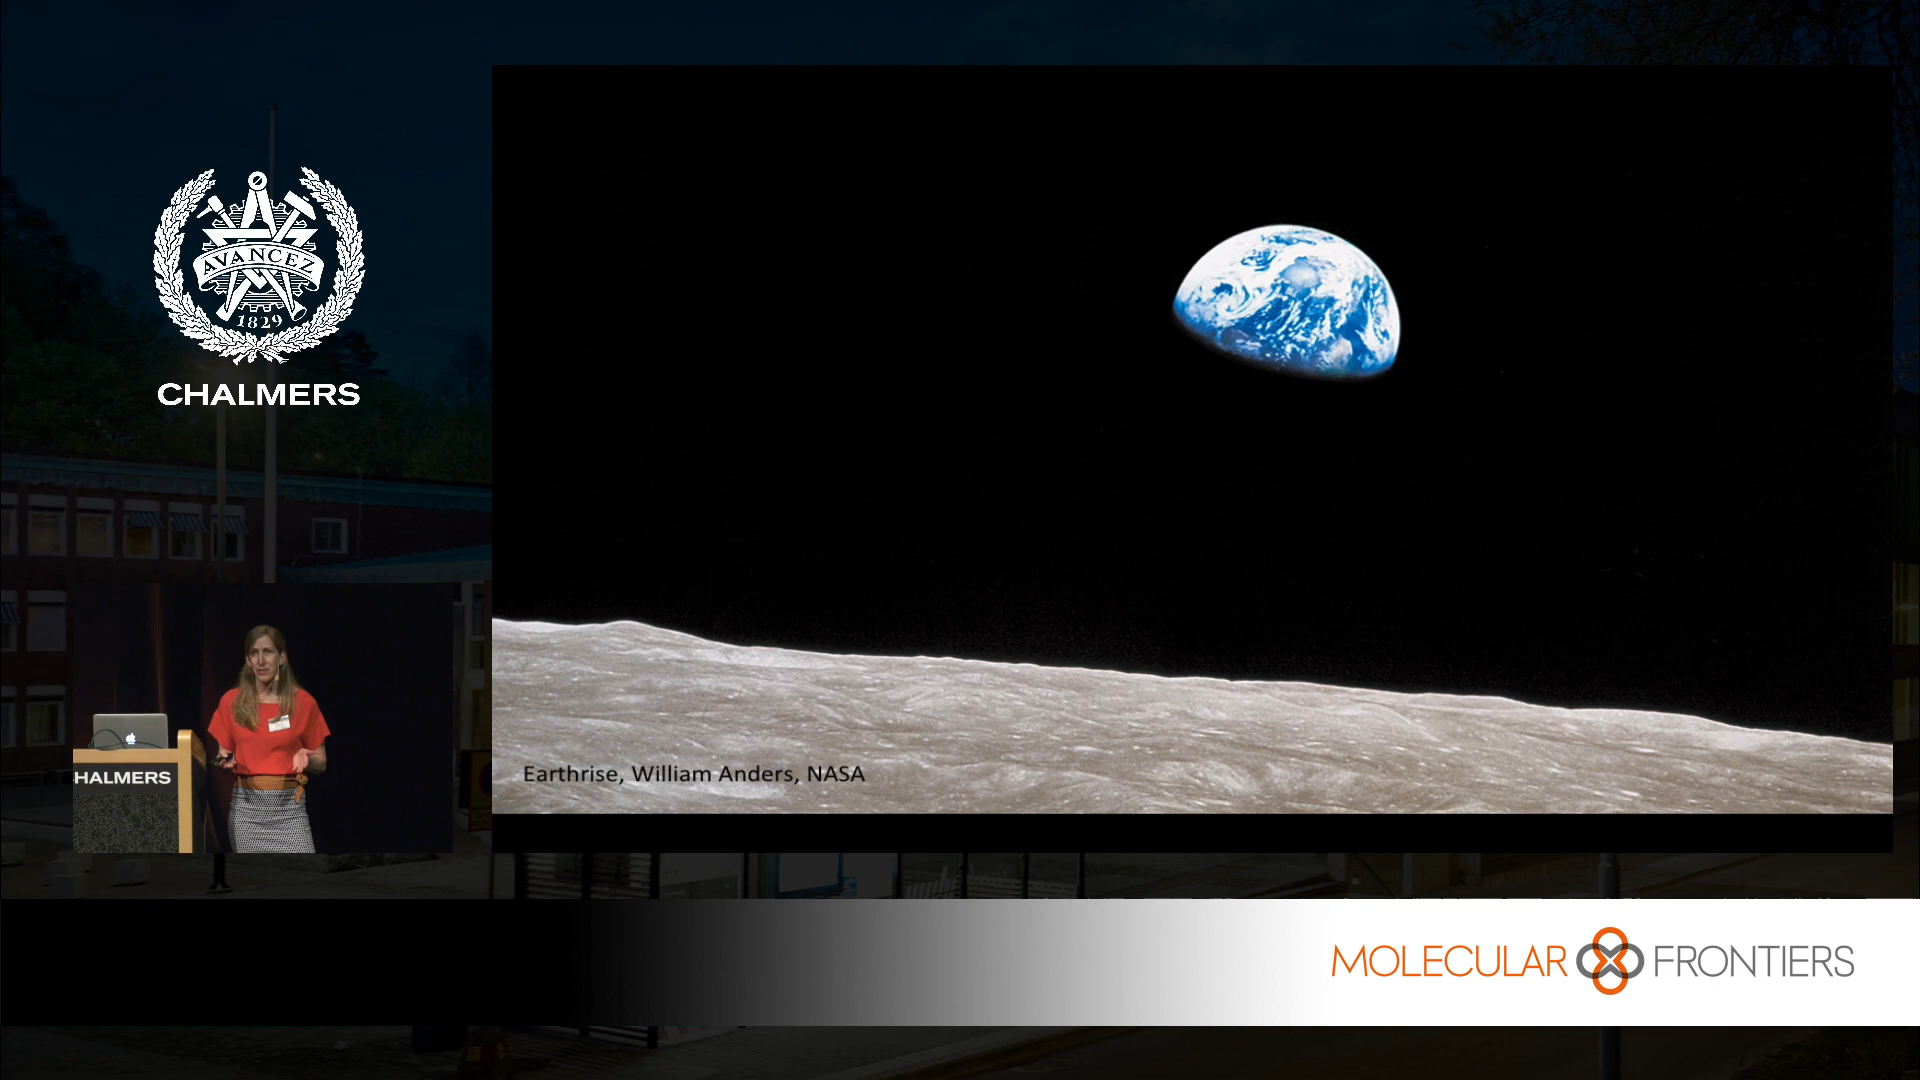 AVANCEZ
1829
CHALMERS
HALMERS
Earthrise, William Anders, NASA
MOLECULAR FRONTIERS